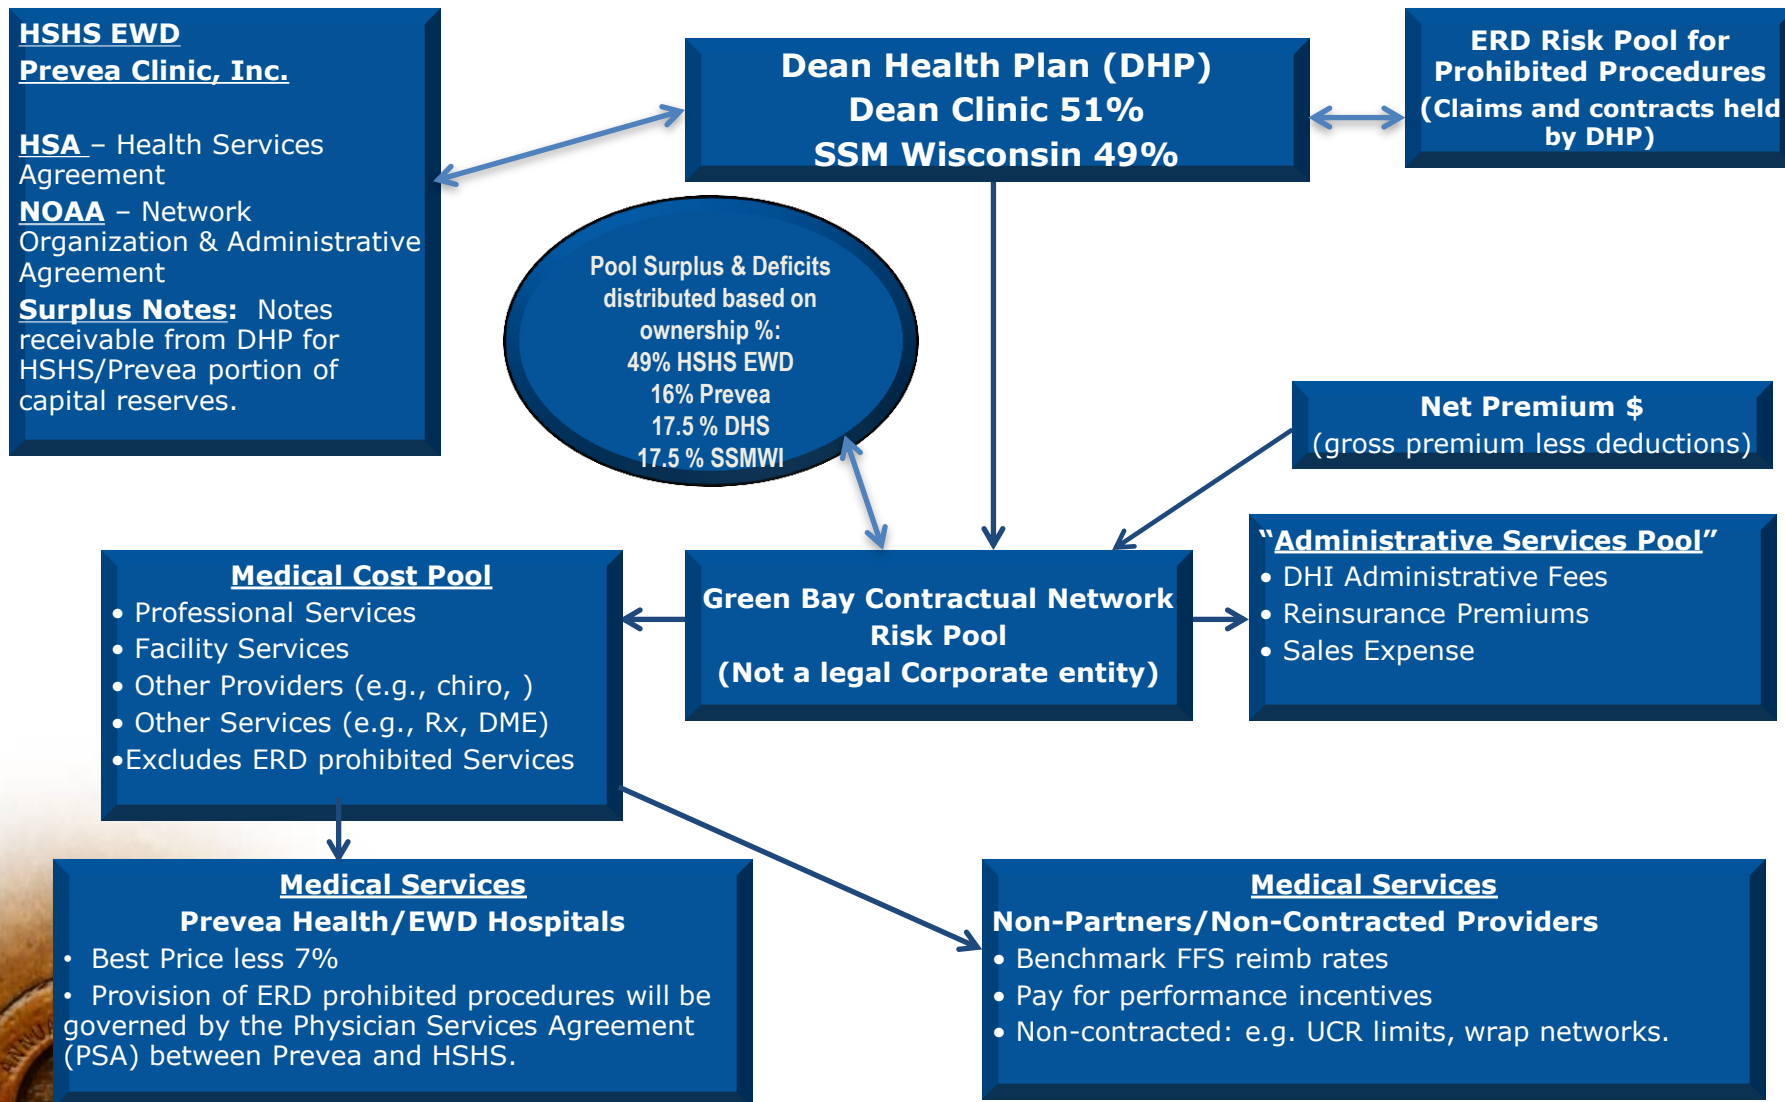 HSHS EWD
Prevea Clinic, Inc.
HSA – Health Services
Agreement
NOAA – Network
Organization & Administrative
Agreement
Surplus Notes: Notes
receivable from DHP for
HSHS/Prevea portion of
capital reserves.
Dean Health Plan (DHP)
Dean Clinic 51%
SSM Wisconsin 49%
ERD Risk Pool for
Prohibited Procedures
(Claims and contracts held
by DHP)
Pool Surplus & Deficits
distributed based on
ownership %:
49% HSHS EWD
16% Prevea
17.5 % DHS
17.5 % SSMWI
Net Premium $
(gross premium less deductions)
Medical Cost Pool
• Professional Services
• Facility Services
• Other Providers (e.g., chiro, )
• Other Services (e.g., Rx, DME)
•Excludes ERD prohibited Services
Green Bay Contractual Network
Risk Pool
(Not a legal Corporate entity)
“Administrative Services Pool”
• DHI Administrative Fees
• Reinsurance Premiums
• Sales Expense
Medical Services
Prevea Health/EWD Hospitals
• Best Price less 7%
• Provision of ERD prohibited procedures will be
governed by the Physician Services Agreement
(PSA) between Prevea and HSHS.
Medical Services
Non-Partners/Non-Contracted Providers
• Benchmark FFS reimb rates
• Pay for performance incentives
• Non-contracted: e.g. UCR limits, wrap networks.